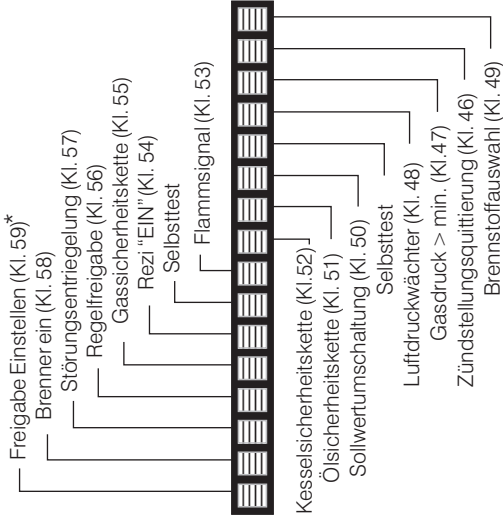 Freigabe Einstellen (Kl. 59)*
Brenner ein (Kl. 58)
Störungsentriegelung (Kl. 57)
Regelfreigabe (Kl. 56)
Gassicherheitskette (Kl. 55)
Rezi "EIN" (Kl. 54)
Selbsttest
Flammsignal (Kl. 53)
Kesselsicherheitskette (Kl.52)
Ölsicherheitskette (Kl. 51)
Sollwertumschaltung (Kl. 50)
Selbsttest
Luftdruckwächter (Kl. 48)
Gasdruck > min. (Kl.47)
Zündstellungsquittierung (Kl. 46)
Brennstoffauswahl (Kl. 49)